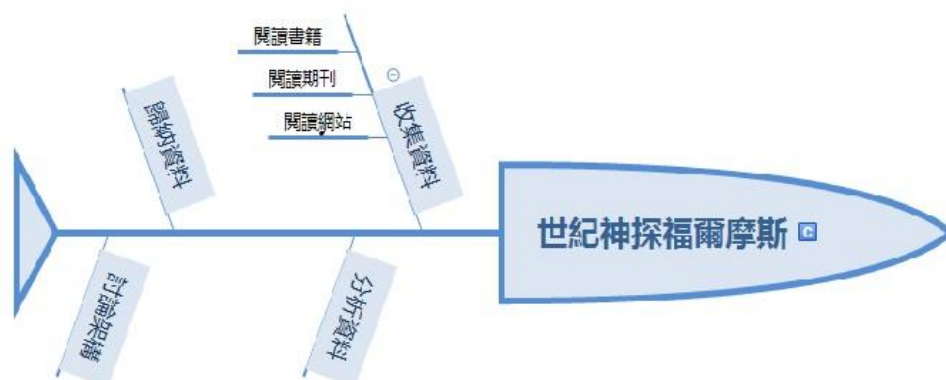 閱讀書籍
閱讀期刊
閱讀網站
收集資料
歸納資料
世紀神探福爾摩斯
討論架構
分析資料